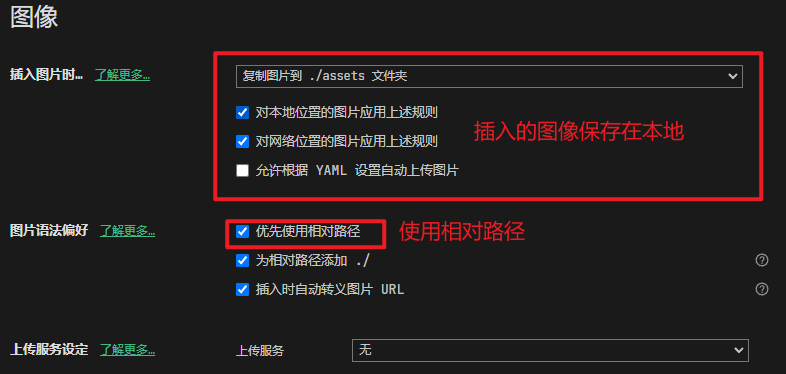 图像
插入图片时... 了解更多...
复制图片到 ./assets 文件夹
对本地位置的图片应用上述规则
对网络位置的图片应用上述规则
允许根据 YAML 设置自动上传图片
插入的图像保存在本地
图片语法偏好 了解更多...
优先使用相对路径
使用相对路径
为相对路径添加 ./
插入时自动转义图片 URL
上传服务设定 了解更多...
上传服务 无